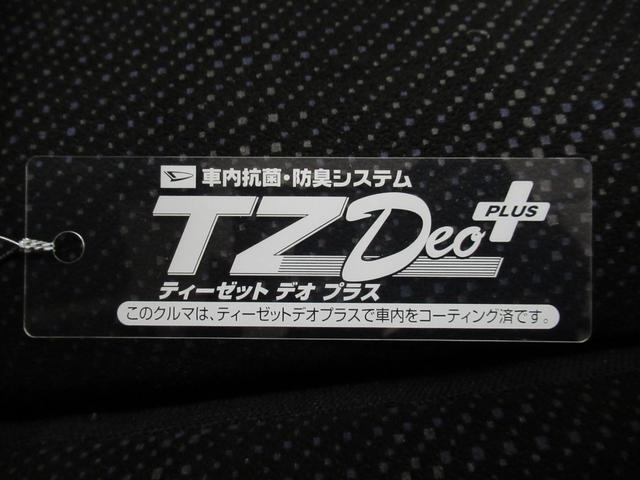 車内抗菌・防臭システム
TZ Deo PLUS
ティーゼット デオ プラス
このクルマは、ティーゼットデオプラスで車内をコーティング済です。